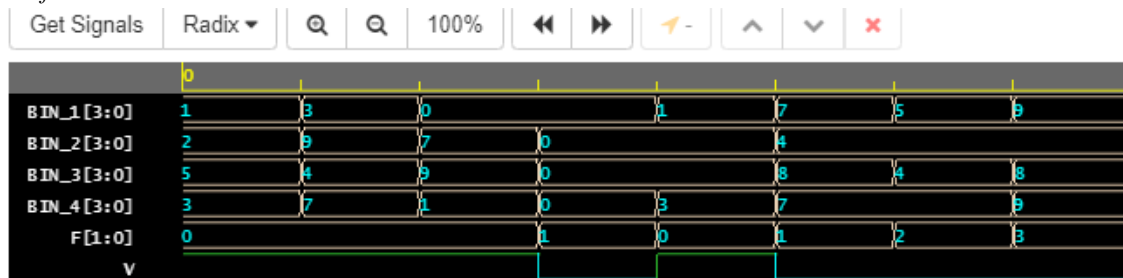 Get Signals Radix 100% -
0
BIN_1[3:0] 1 3 0 1 7 5 9
BIN_2[3:0] 2 9 7 0 4
BIN_3[3:0] 5 4 9 0 8 4 8
BIN_4[3:0] 3 7 1 0 3 7 9
F[1:0] 0 1 0 1 2 3
V